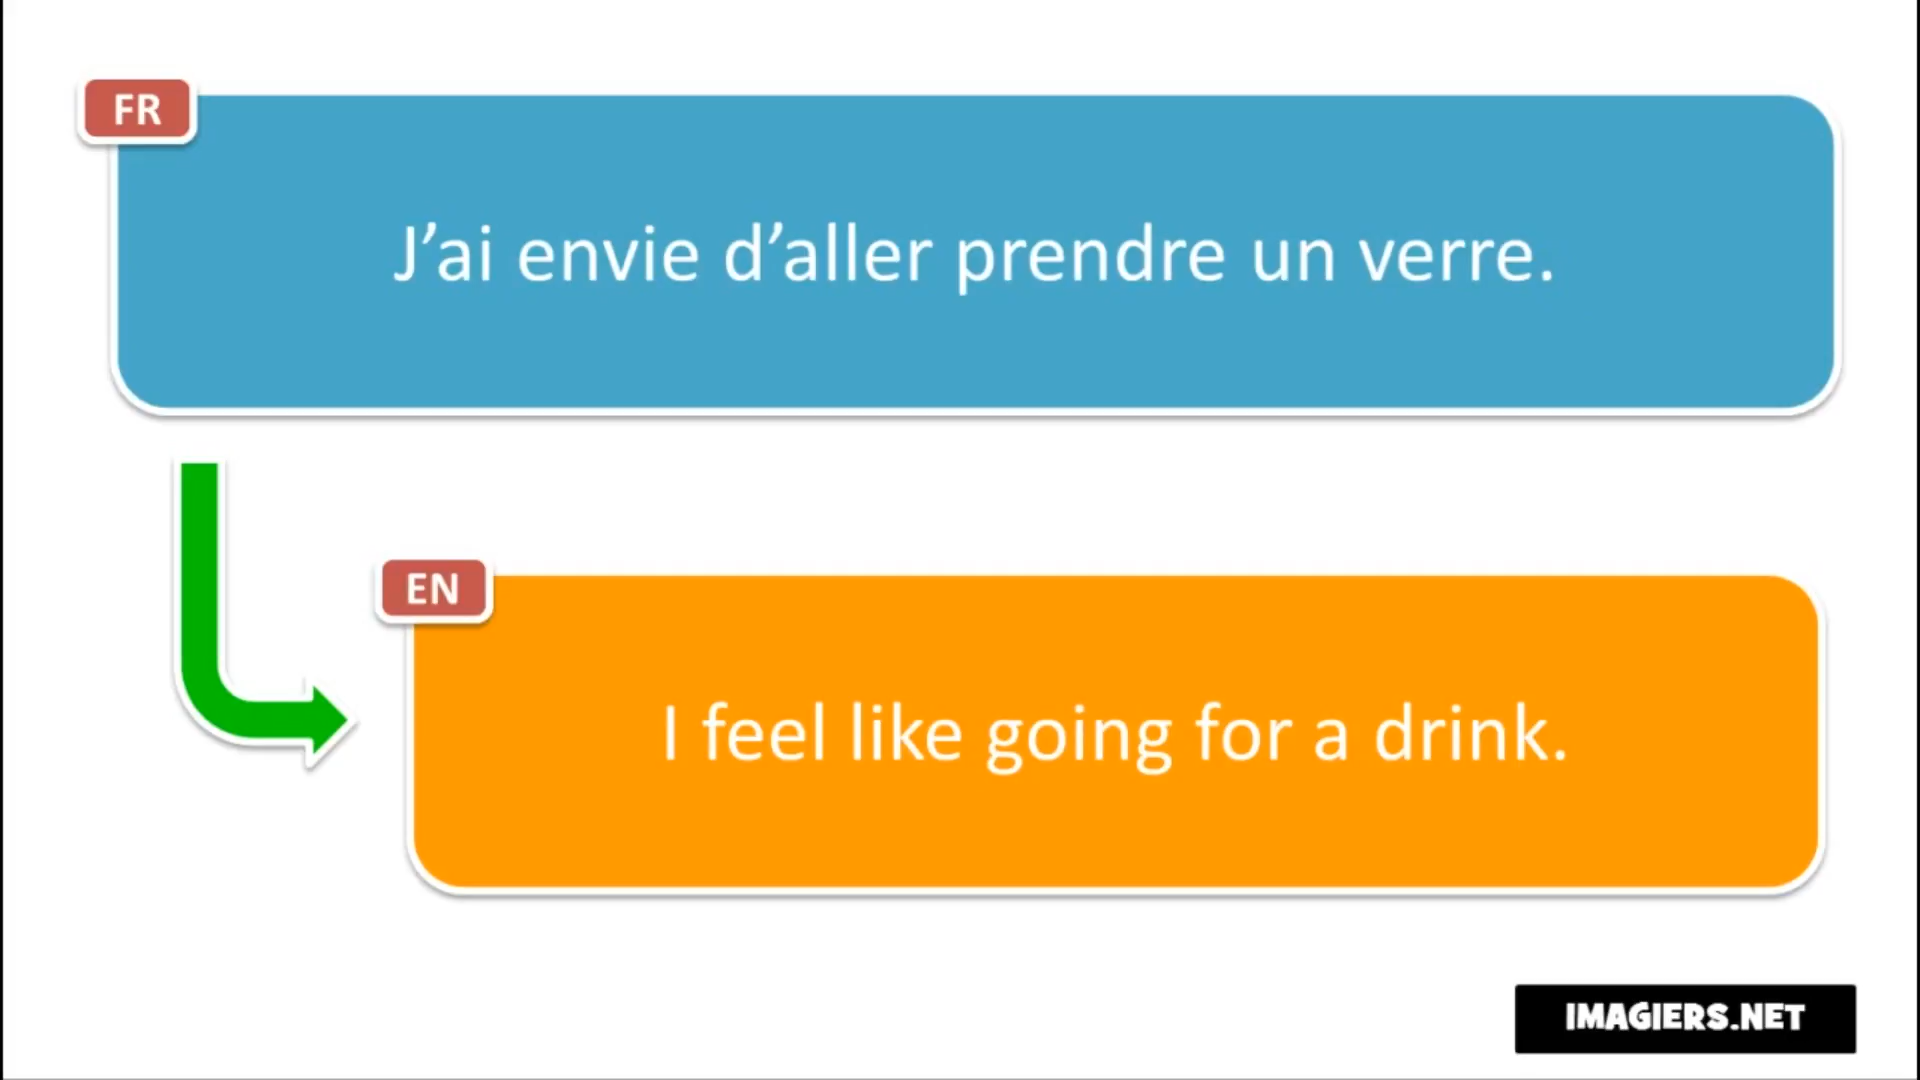 FR
J’ai envie d’aller prendre un verre.
EN
I feel like going for a drink.
IMAGIERS.NET